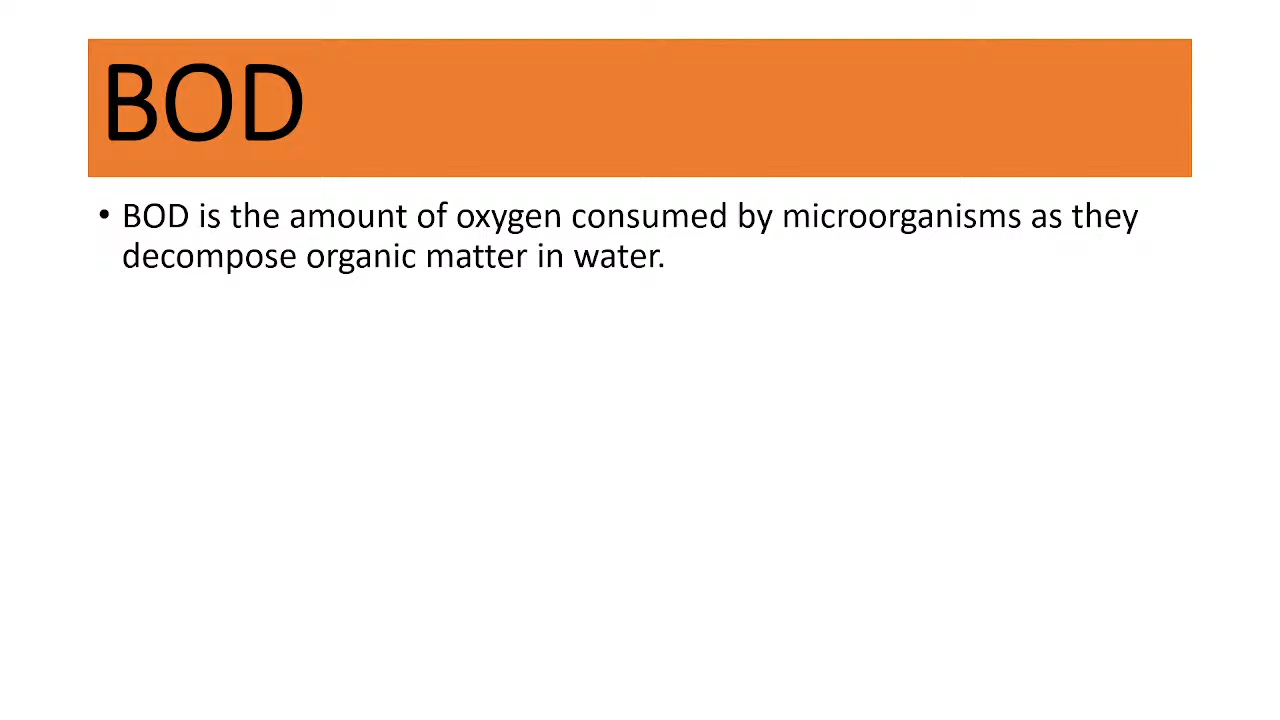 BOD
• BOD is the amount of oxygen consumed by microorganisms as they
decompose organic matter in water.